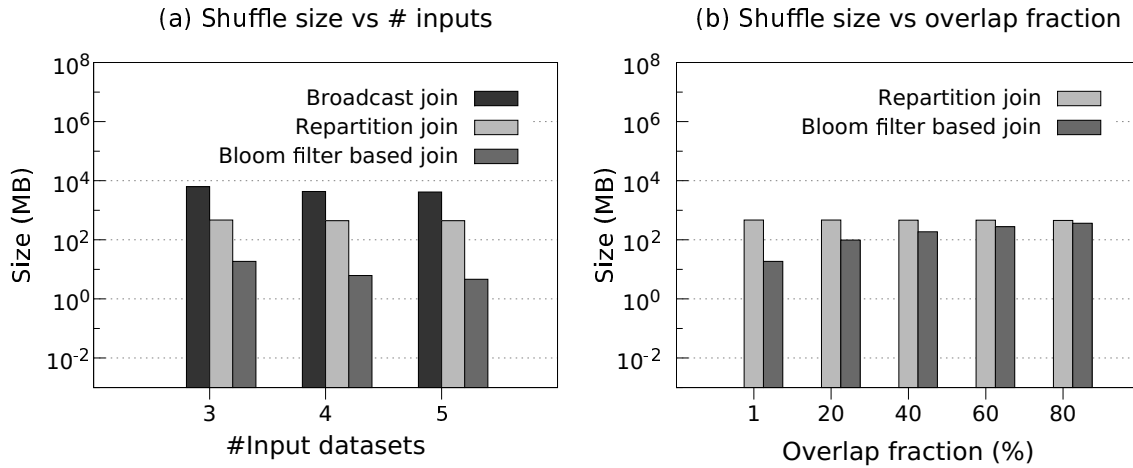 (a) Shuffle size vs # inputs
10^8
10^6
10^4
10^2
10^0
10^-2
Size (MB)
Broadcast join
Repartition join
Bloom filter based join
3 4 5
#Input datasets
(b) Shuffle size vs overlap fraction
10^8
10^6
10^4
10^2
10^0
10^-2
Size (MB)
Repartition join
Bloom filter based join
1 20 40 60 80
Overlap fraction (%)